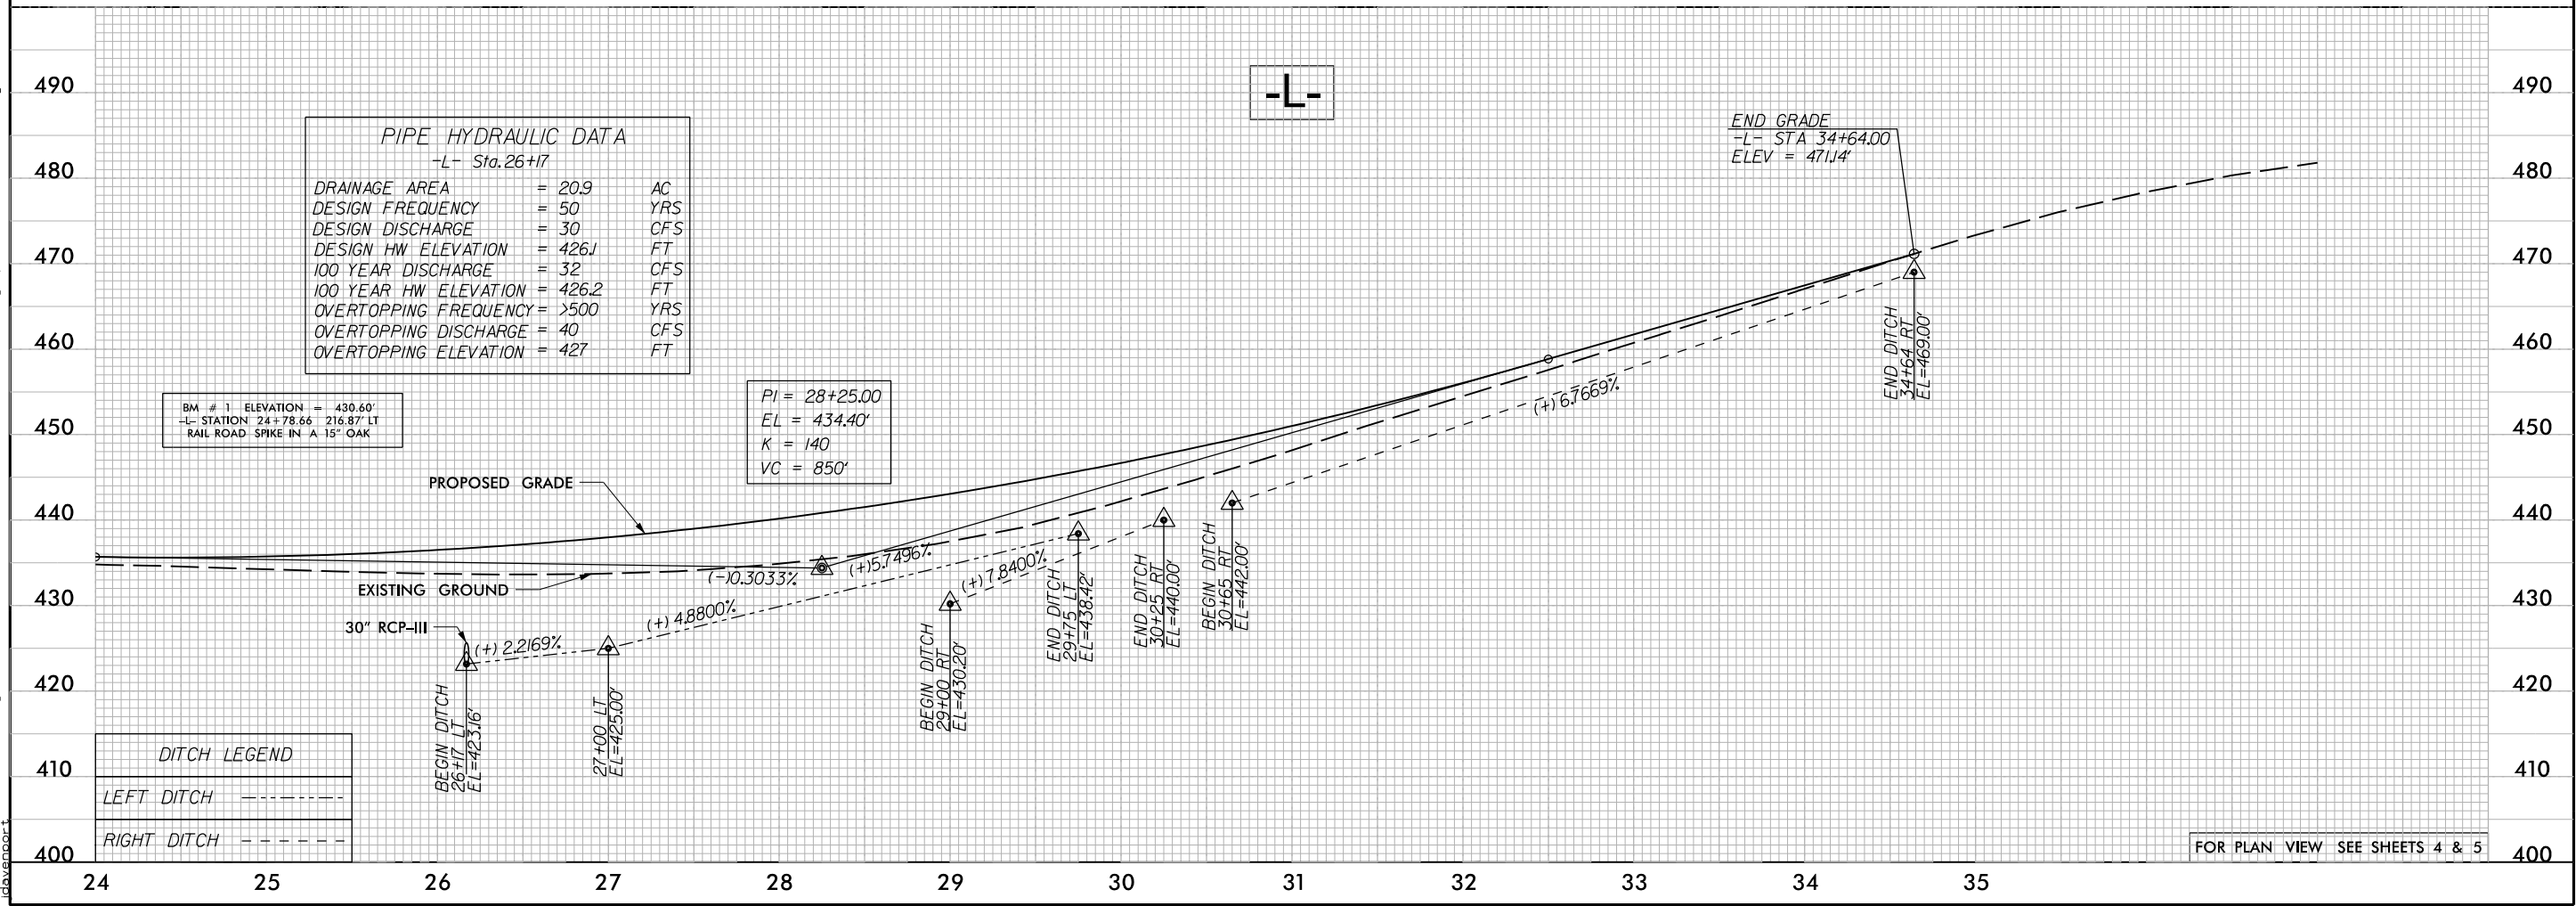 -L-
490
480
470
460
450
440
430
420
410
400
490
480
470
460
450
440
430
420
410
400
PIPE HYDRAULIC DATA
-L- Sta. 26+17
DRAINAGE AREA = 20.9 AC
DESIGN FREQUENCY = 50 YRS
DESIGN DISCHARGE = 30 CFS
DESIGN HW ELEVATION = 426.1 FT
100 YEAR DISCHARGE = 32 CFS
100 YEAR HW ELEVATION = 426.2 FT
OVERTOPPING FREQUENCY = >500 YRS
OVERTOPPING DISCHARGE = 40 CFS
OVERTOPPING ELEVATION = 427 FT
BM # 1 ELEVATION = 430.60'
-L- STATION 24+78.66 216.87' LT
RAIL ROAD SPIKE IN A 15" OAK
PI = 28+25.00
EL = 434.40'
K = 140
VC = 850'
END GRADE
-L- STA 34+64.00
ELEV = 471.14'
PROPOSED GRADE
EXISTING GROUND
30" RCP-III
(+) 2.2169%
(+) 4.8800%
(-)0.3033%
(+)5.7496%
(+) 7.8400%
(+) 6.7669%
BEGIN DITCH
26+17 LT
EL=423.16'
27+00 LT
EL=425.00'
BEGIN DITCH
29+00 RT
EL=430.20'
END DITCH
29+75 LT
EL=438.42'
END DITCH
30+25 RT
EL=440.00'
BEGIN DITCH
30+65 RT
EL=442.00'
END DITCH
34+64 RT
EL=469.00'
DITCH LEGEND
LEFT DITCH
RIGHT DITCH
FOR PLAN VIEW SEE SHEETS 4 & 5
24 25 26 27 28 29 30 31 32 33 34 35